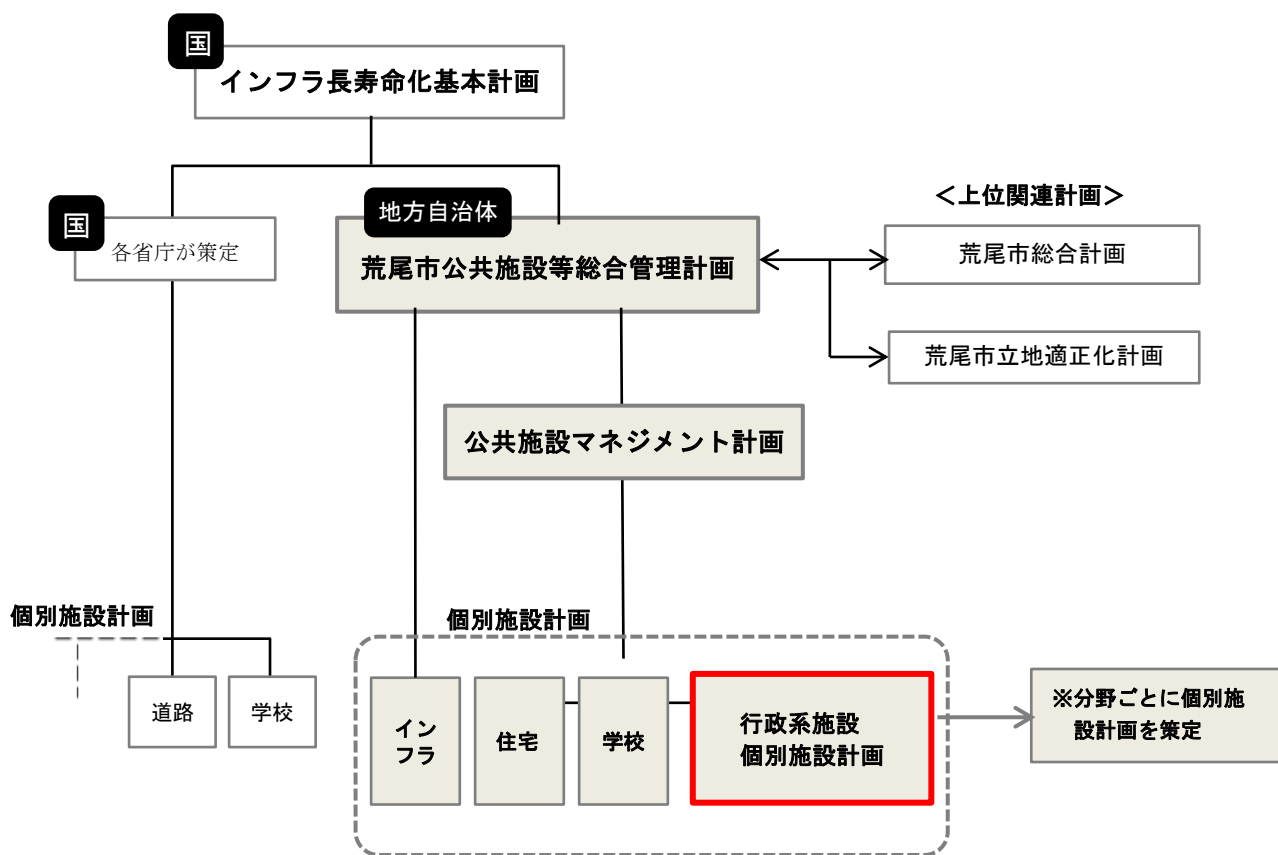 国
インフラ長寿命化基本計画
国
各省庁が策定
地方自治体
荒尾市公共施設等総合管理計画
＜上位関連計画＞
荒尾市総合計画
荒尾市立地適正化計画
公共施設マネジメント計画
個別施設計画
道路
学校
個別施設計画
イン
フラ
住宅
学校
行政系施設
個別施設計画
※分野ごとに個別施
設計画を策定